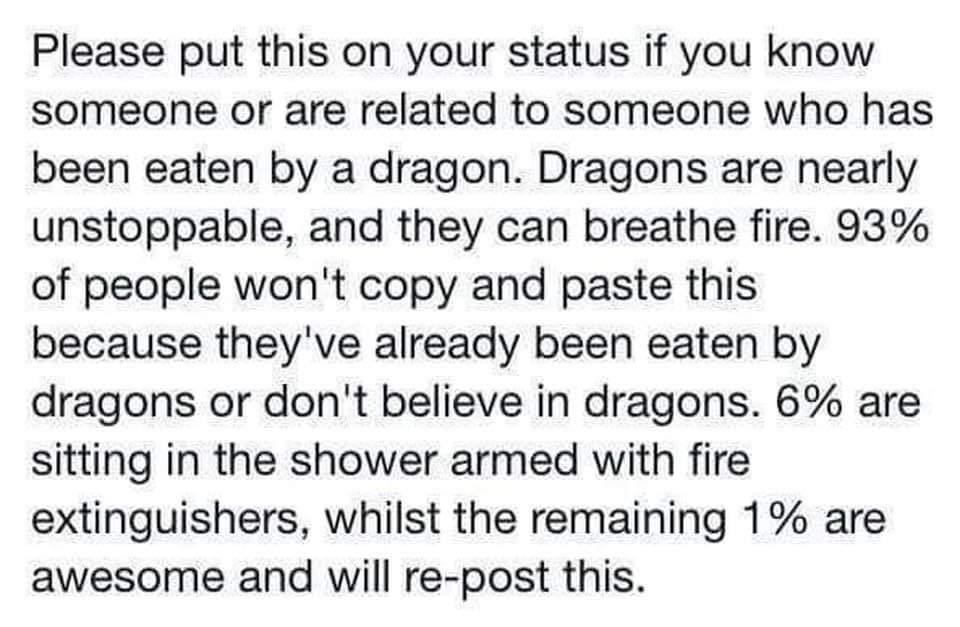 Please put this on your status if you know
someone or are related to someone who has
been eaten by a dragon. Dragons are nearly
unstoppable, and they can breathe fire. 93%
of people won't copy and paste this
because they've already been eaten by
dragons or don't believe in dragons. 6% are
sitting in the shower armed with fire
extinguishers, whilst the remaining 1% are
awesome and will re-post this.